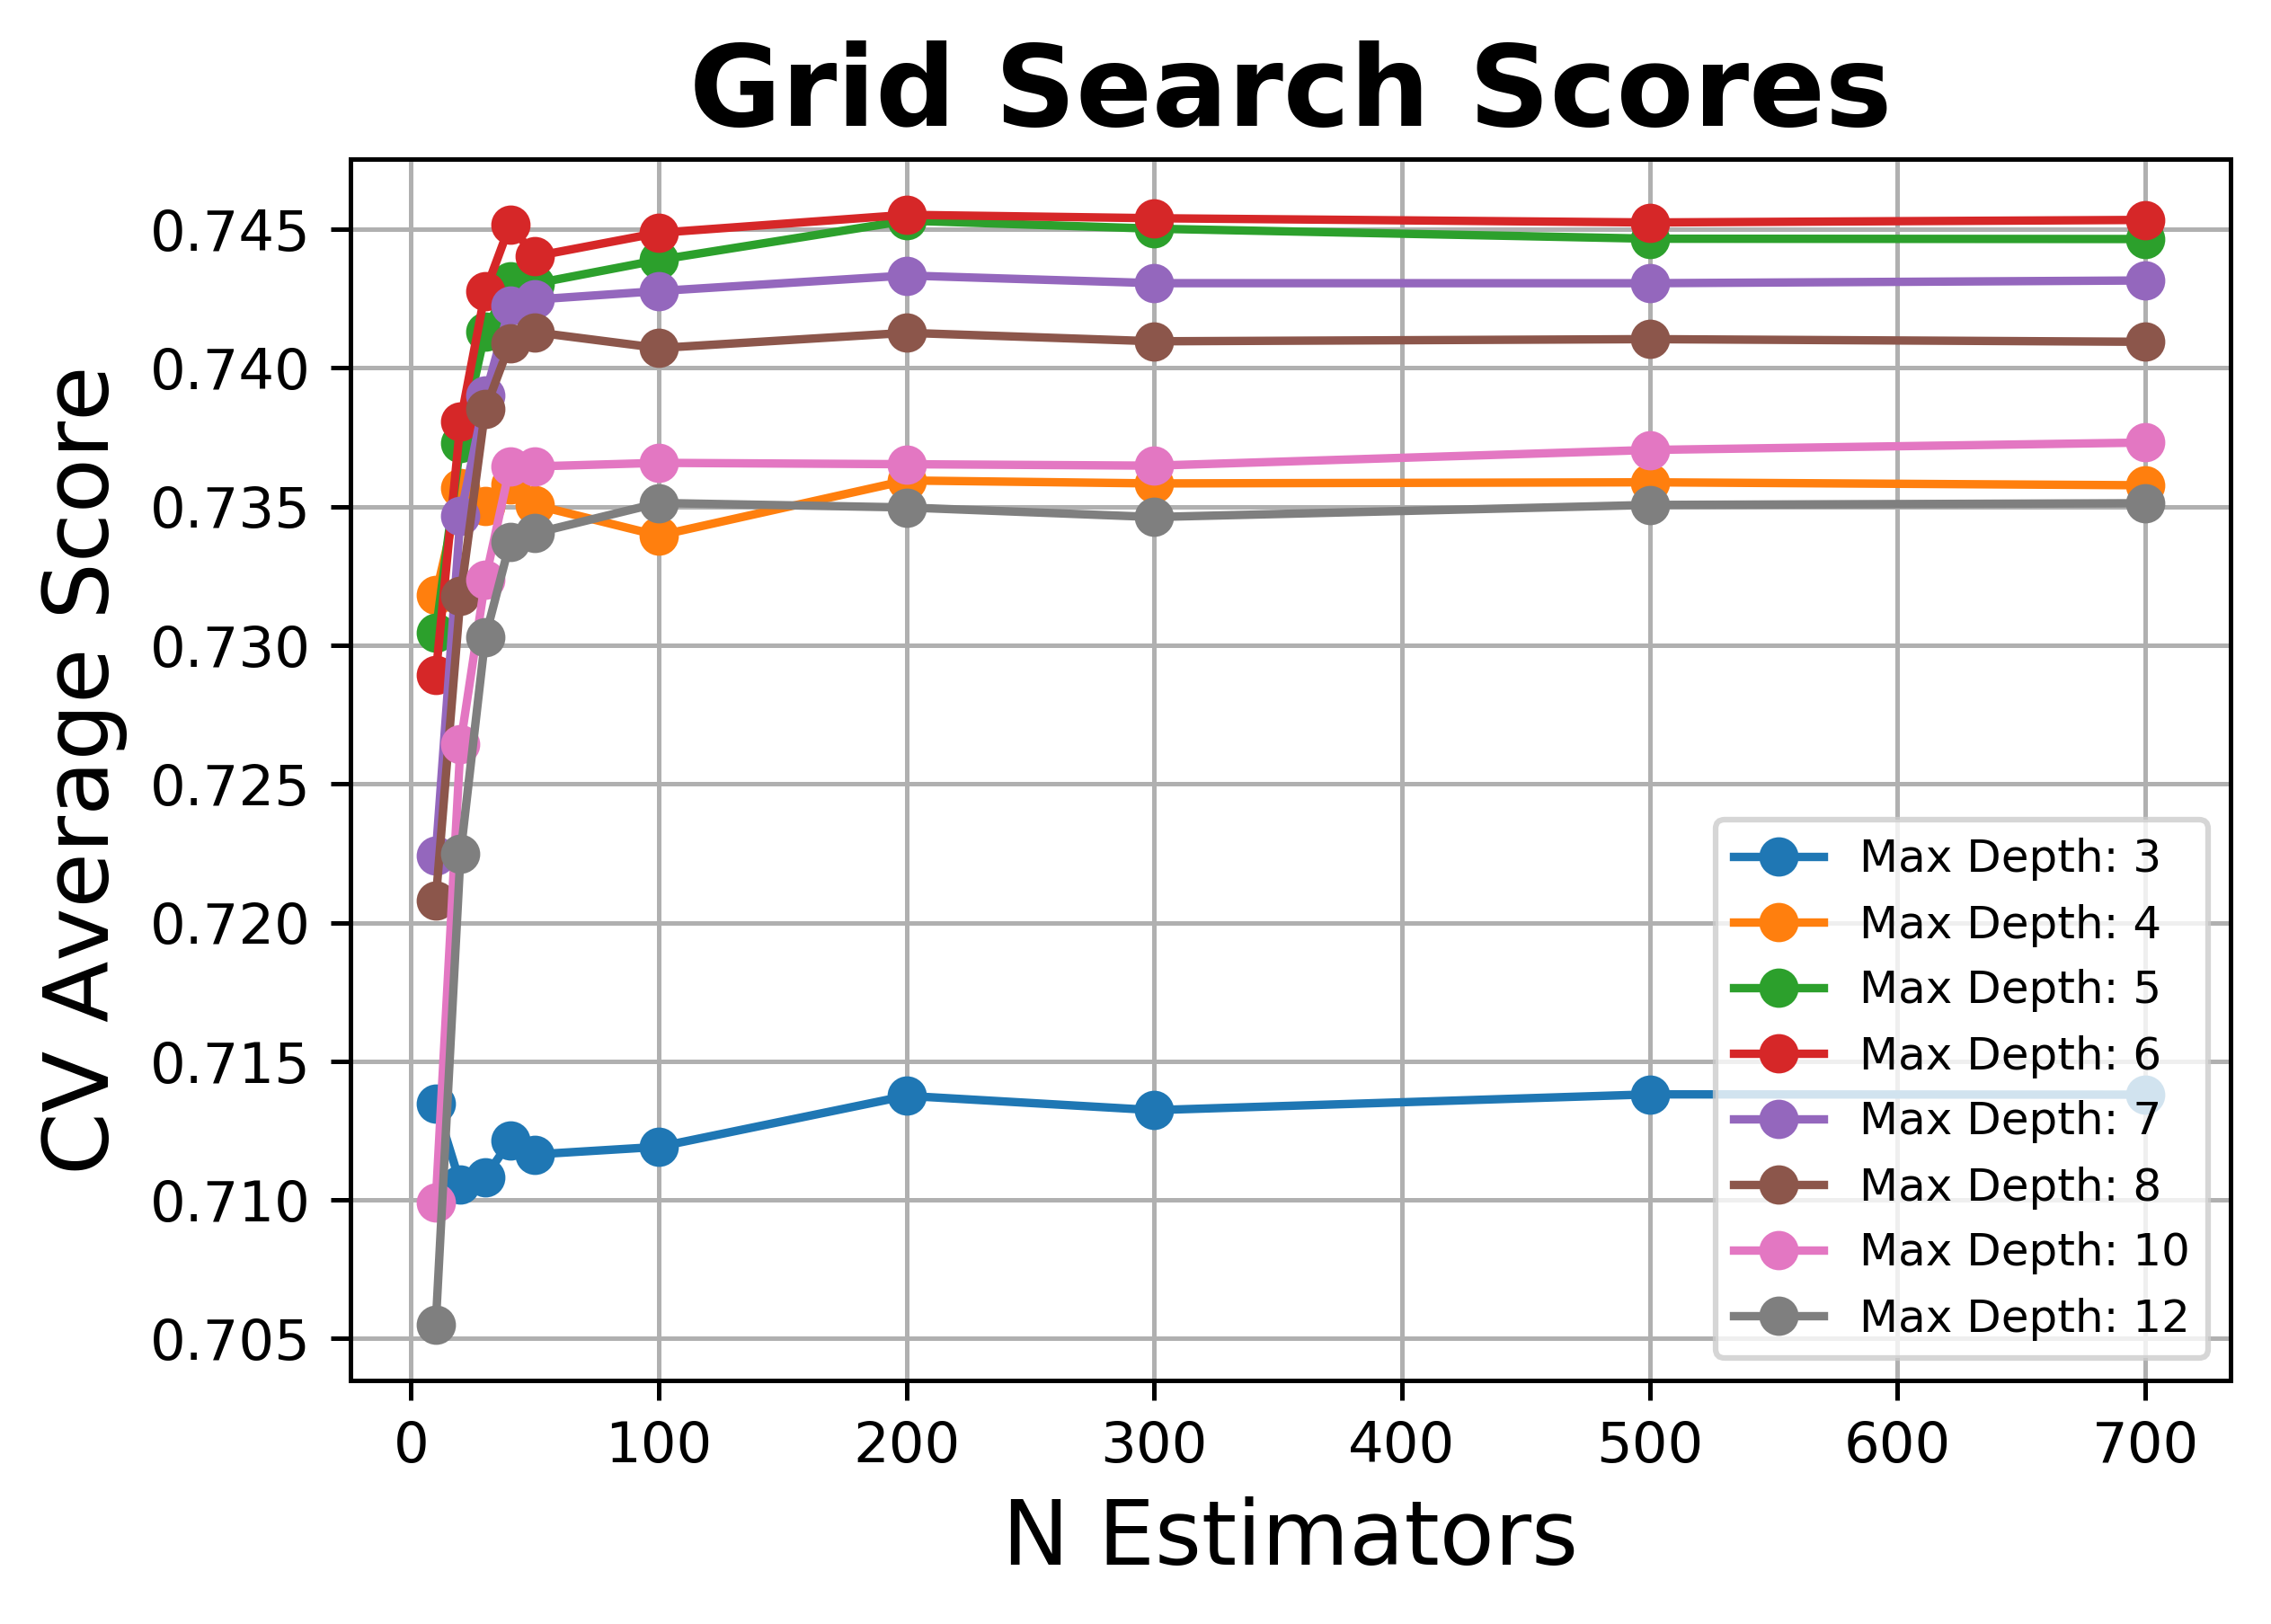 Grid Search Scores
CV Average Score
0.745
0.740
0.735
0.730
0.725
0.720
0.715
0.710
0.705
Max Depth: 3
Max Depth: 4
Max Depth: 5
Max Depth: 6
Max Depth: 7
Max Depth: 8
Max Depth: 10
Max Depth: 12
0 100 200 300 400 500 600 700
N Estimators